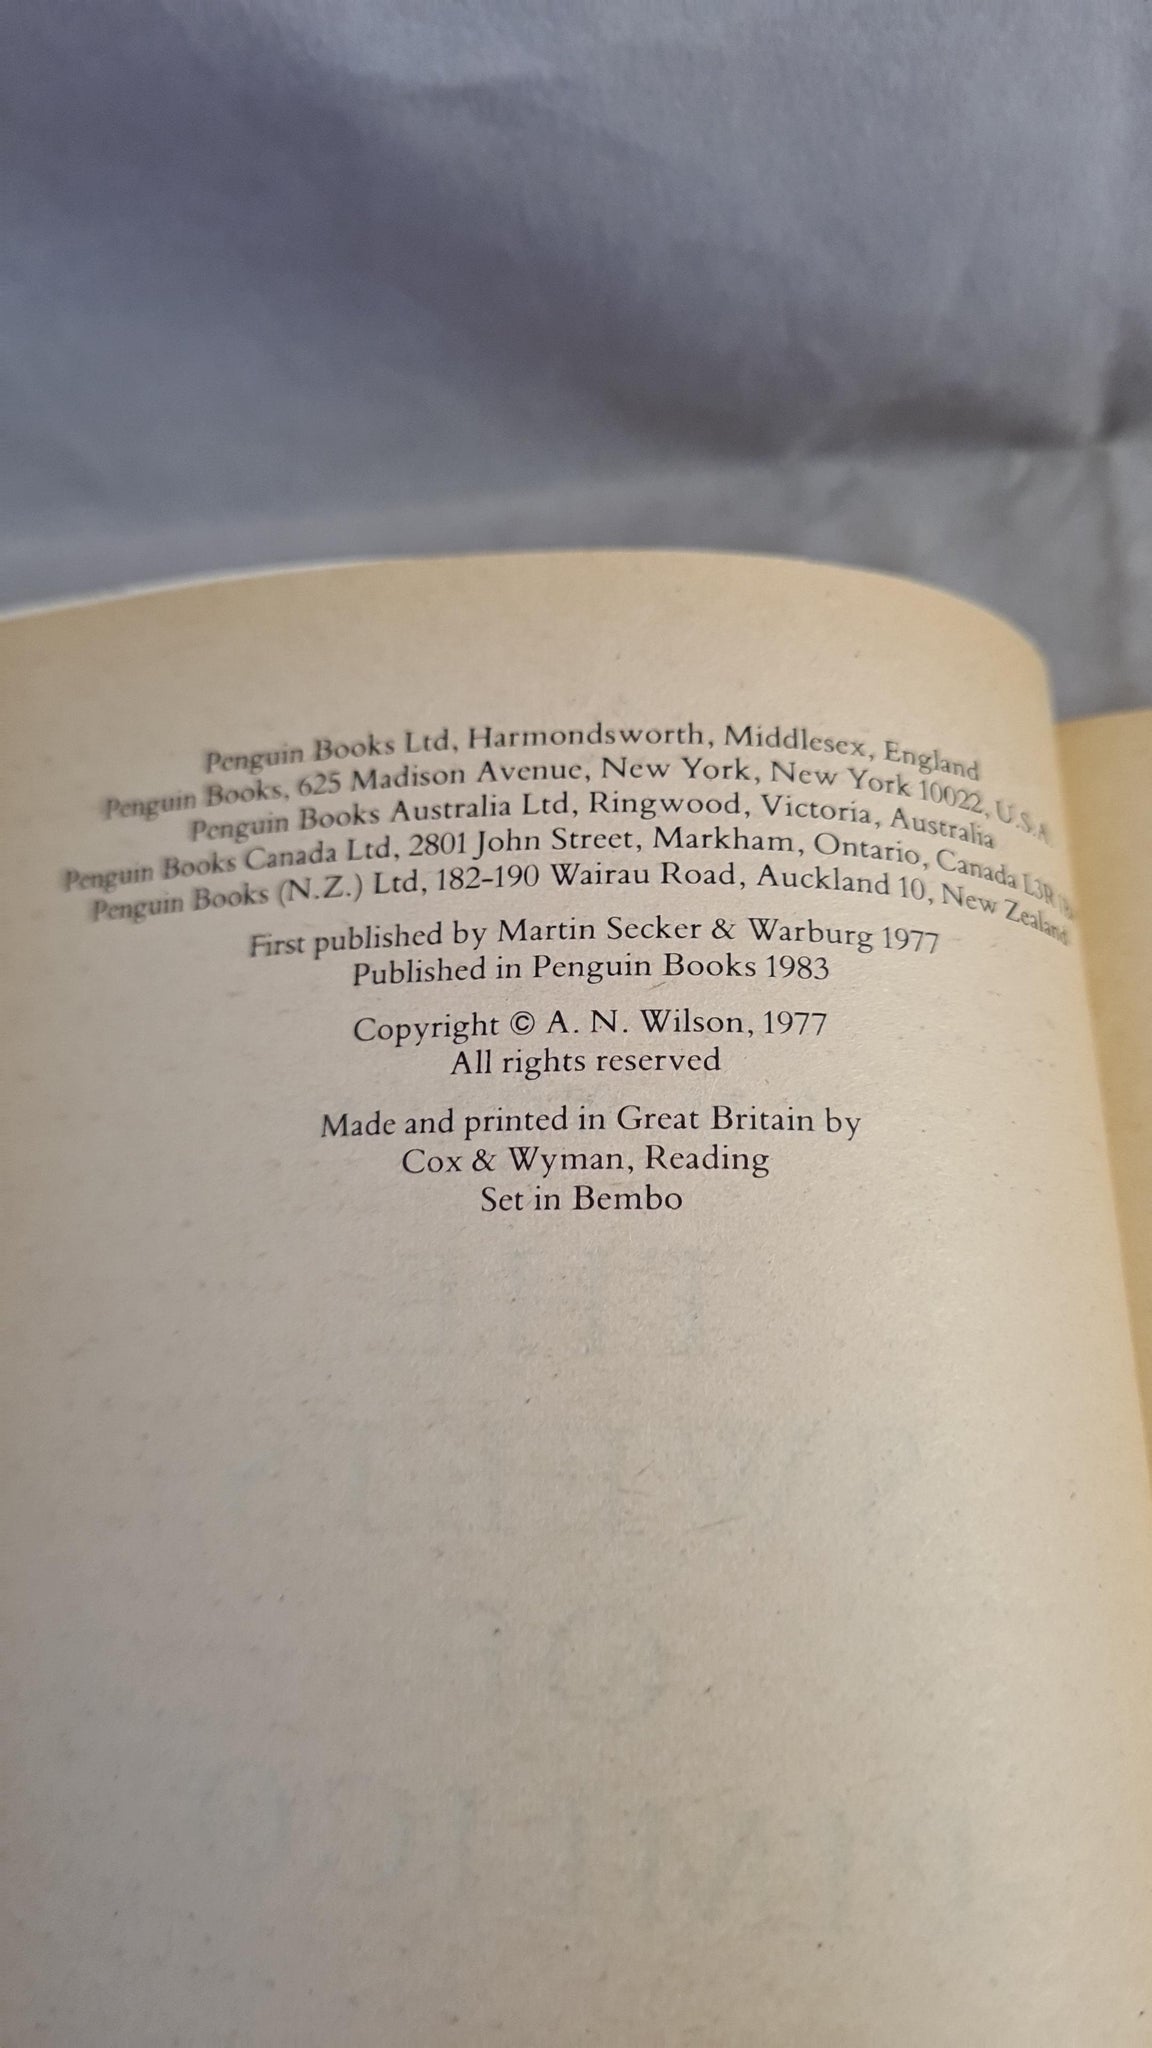 Penguin Books Ltd, Harmondsworth, Middlesex, England
Penguin Books, 625 Madison Avenue, New York, New York 10022, U.S.A.
Penguin Books Australia Ltd, Ringwood, Victoria, Australia
Penguin Books Canada Ltd, 2801 John Street, Markham, Ontario, Canada L3R
Penguin Books (N.Z.) Ltd, 182-190 Wairau Road, Auckland 10, New Zealand
First published by Martin Secker & Warburg 1977
Published in Penguin Books 1983
Copyright © A. N. Wilson, 1977
All rights reserved
Made and printed in Great Britain by
Cox & Wyman, Reading
Set in Bembo